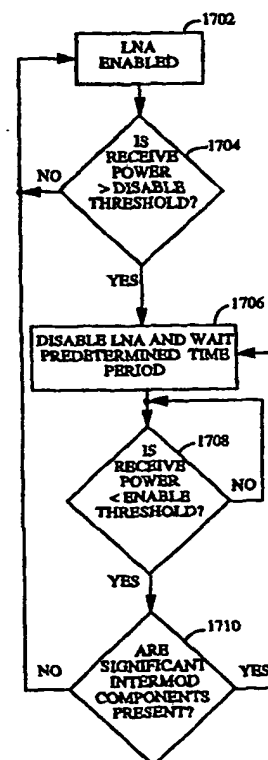 1702
LNA
ENABLED
1704
IS
RECEIVE
POWER
> DISABLE
THRESHOLD?
NO
YES
1706
DISABLE LNA AND WAIT
PREDETERMINED TIME
PERIOD
1708
IS
RECEIVE
POWER
< ENABLE
THRESHOLD?
NO
YES
1710
ARE
SIGNIFICANT
INTERMOD
COMPONENTS
PRESENT?
NO
YES